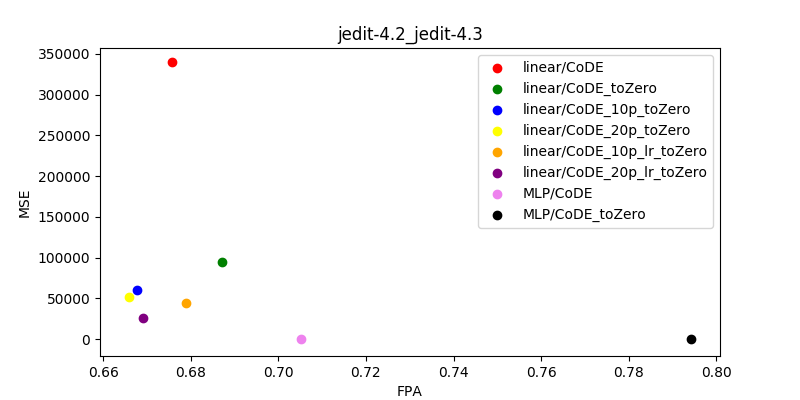 jedit-4.2_jedit-4.3
350000
300000
250000
200000
150000
100000
50000
0
MSE
linear/CoDE
linear/CoDE_toZero
linear/CoDE_10p_toZero
linear/CoDE_20p_toZero
linear/CoDE_10p_lr_toZero
linear/CoDE_20p_lr_toZero
MLP/CoDE
MLP/CoDE_toZero
0.66 0.68 0.70 0.72 0.74 0.76 0.78 0.80
FPA